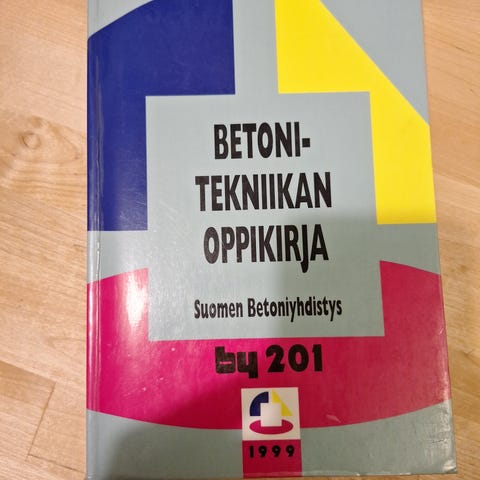 BETONI-
TEKNIIKAN
OPPIKIRJA
Suomen Betoniyhdistys
by 201
1999